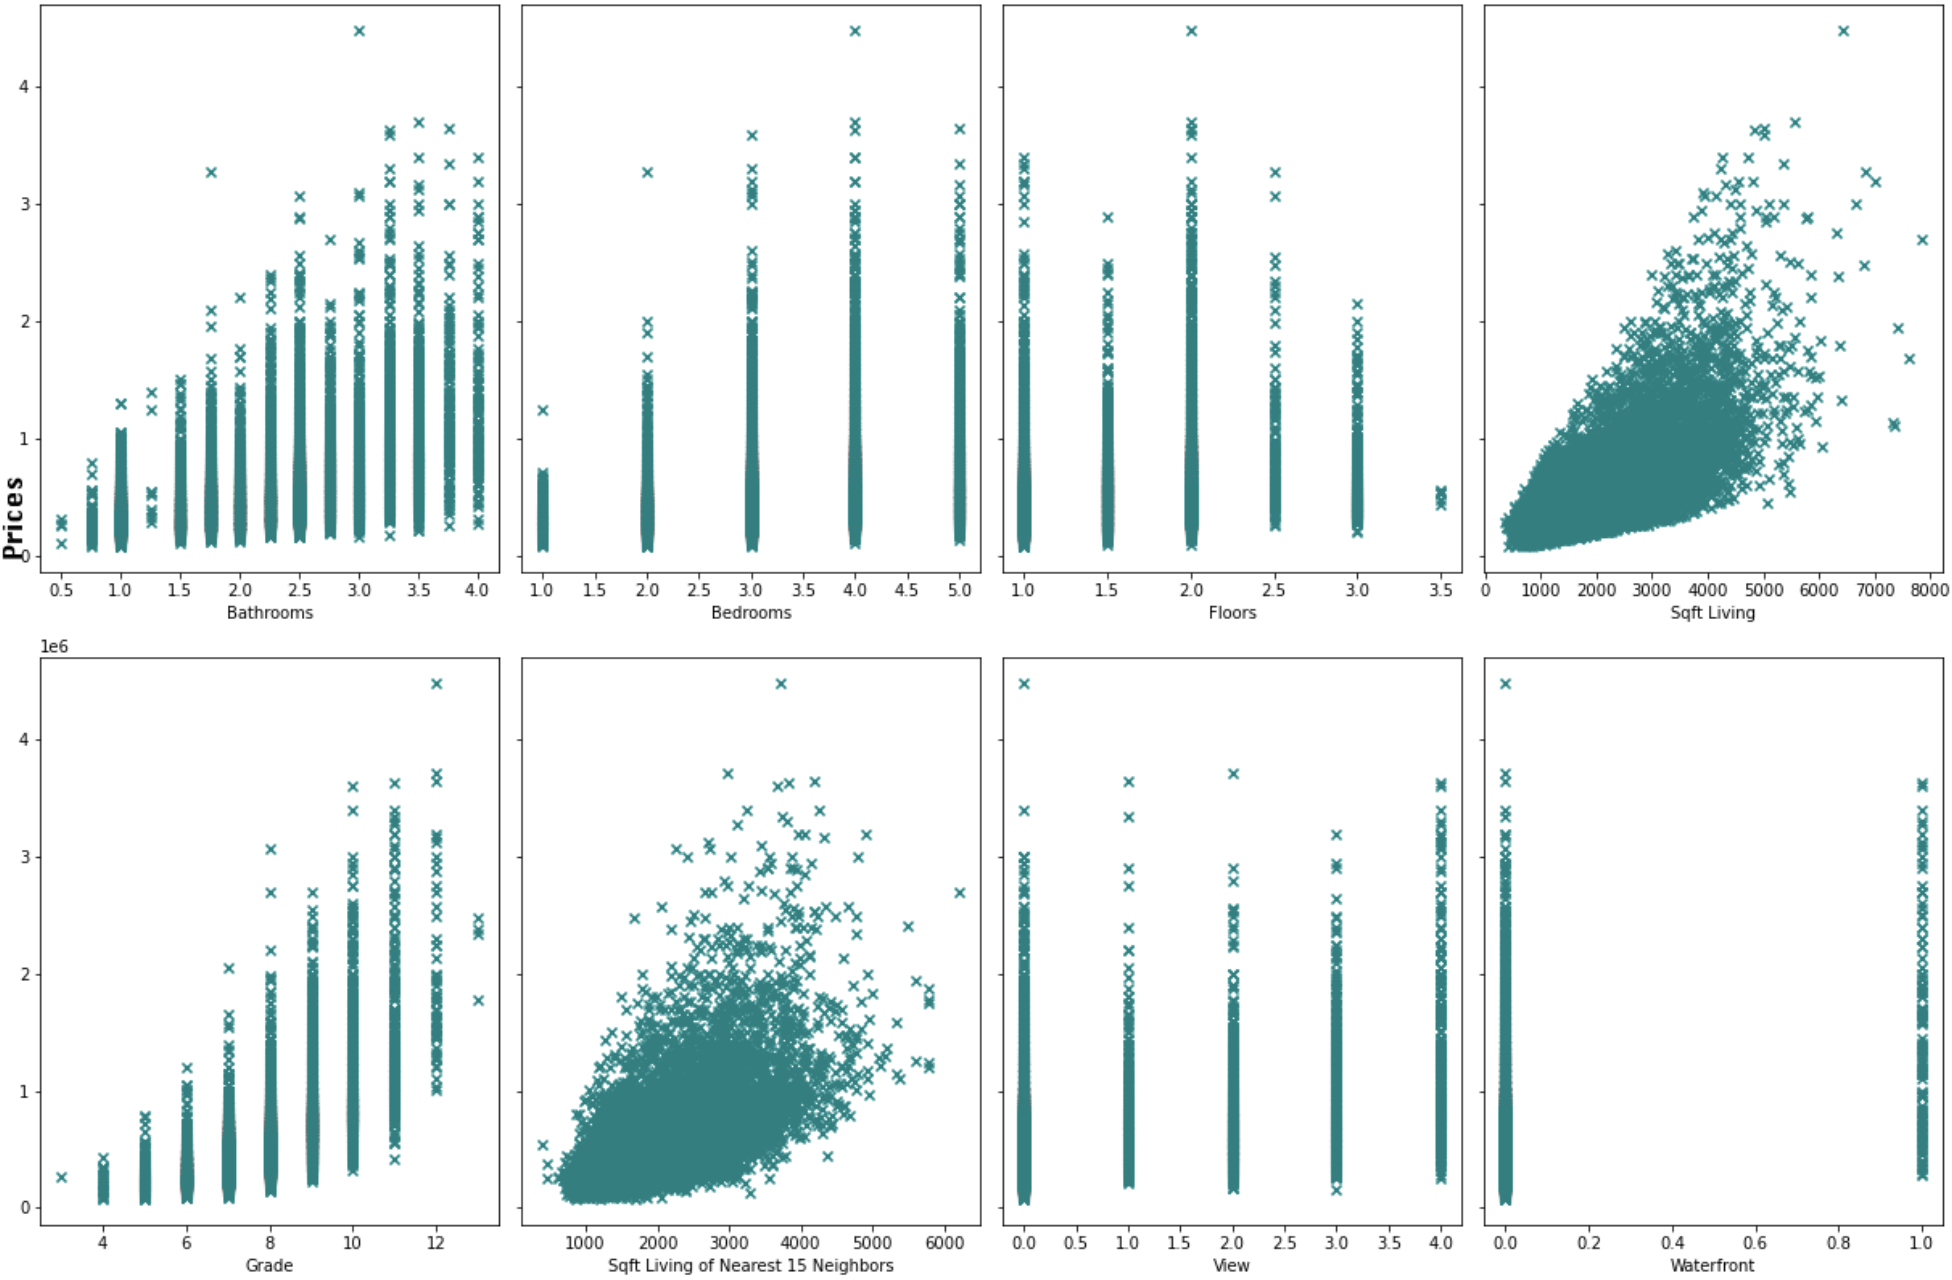 4
3
2
1
0
Prices
0.5 1.0 1.5 2.0 2.5 3.0 3.5 4.0
Bathrooms
1.0 1.5 2.0 2.5 3.0 3.5 4.0 4.5 5.0
Bedrooms
1.0 1.5 2.0 2.5 3.0 3.5
Floors
0 1000 2000 3000 4000 5000 6000 7000 8000
Sqft Living
1e6
4
3
2
1
0
4 6 8 10 12
Grade
1000 2000 3000 4000 5000 6000
Sqft Living of Nearest 15 Neighbors
0.0 0.5 1.0 1.5 2.0 2.5 3.0 3.5 4.0
View
0.0 0.2 0.4 0.6 0.8 1.0
Waterfront